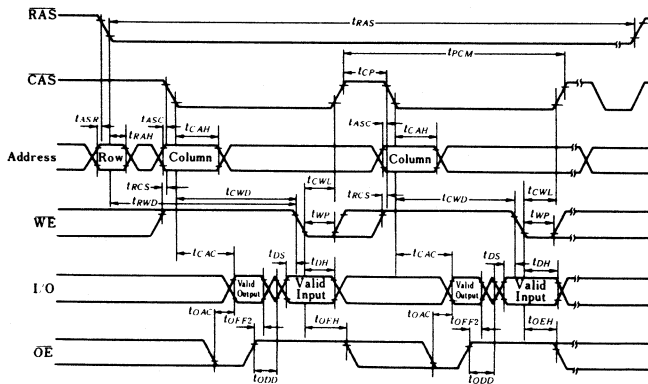 RAS tRAS
tPCM
CAS tCP
tASR tASC tCAH tASC tCAH
tRAH
Address Row Column Column
tRCS tCWD tCWL tRCS tCWD tCWL
tRWD tWP tWP
WE
tCAC tDS tDH tCAC tDS tDH
I/O Valid Output Valid Input Valid Output Valid Input
tOAC tOFF2 tOEH tOAC tOFF2 tOEH
OE
tODD tODD